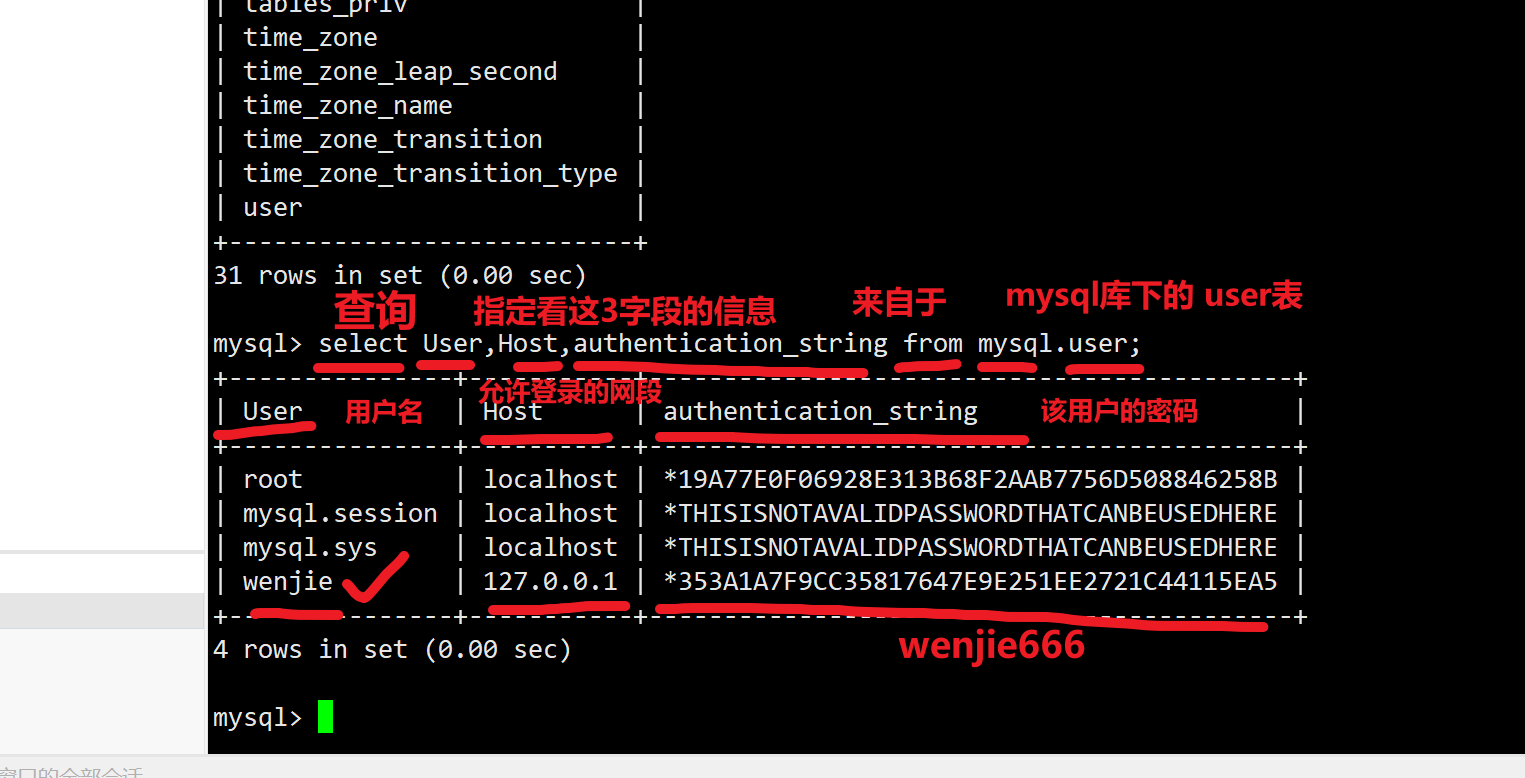 | tables_priv |
| time_zone |
| time_zone_leap_second |
| time_zone_name |
| time_zone_transition |
| time_zone_transition_type |
| user |
+---------------------------+
31 rows in set (0.00 sec)
查询 指定看这3字段的信息 来自于 mysql库下的 user表
mysql> select User,Host,authentication_string from mysql.user;
+---------------+-----------+-------------------------------------------+
允许登录的网段
| User 用户名 | Host | authentication_string 该用户的密码 |
+---------------+-----------+-------------------------------------------+
| root | localhost | *19A77E0F06928E313B68F2AAB7756D508846258B |
| mysql.session | localhost | *THISISNOTAVALIDPASSWORDTHATCANBEUSEDHERE |
| mysql.sys | localhost | *THISISNOTAVALIDPASSWORDTHATCANBEUSEDHERE |
| wenjie | 127.0.0.1 | *353A1A7F9CC35817647E9E251EE2721C44115EA5 |
+---------------+-----------+-------------------------------------------+
4 rows in set (0.00 sec)
wenjie666
mysql>
窗口的全部会话